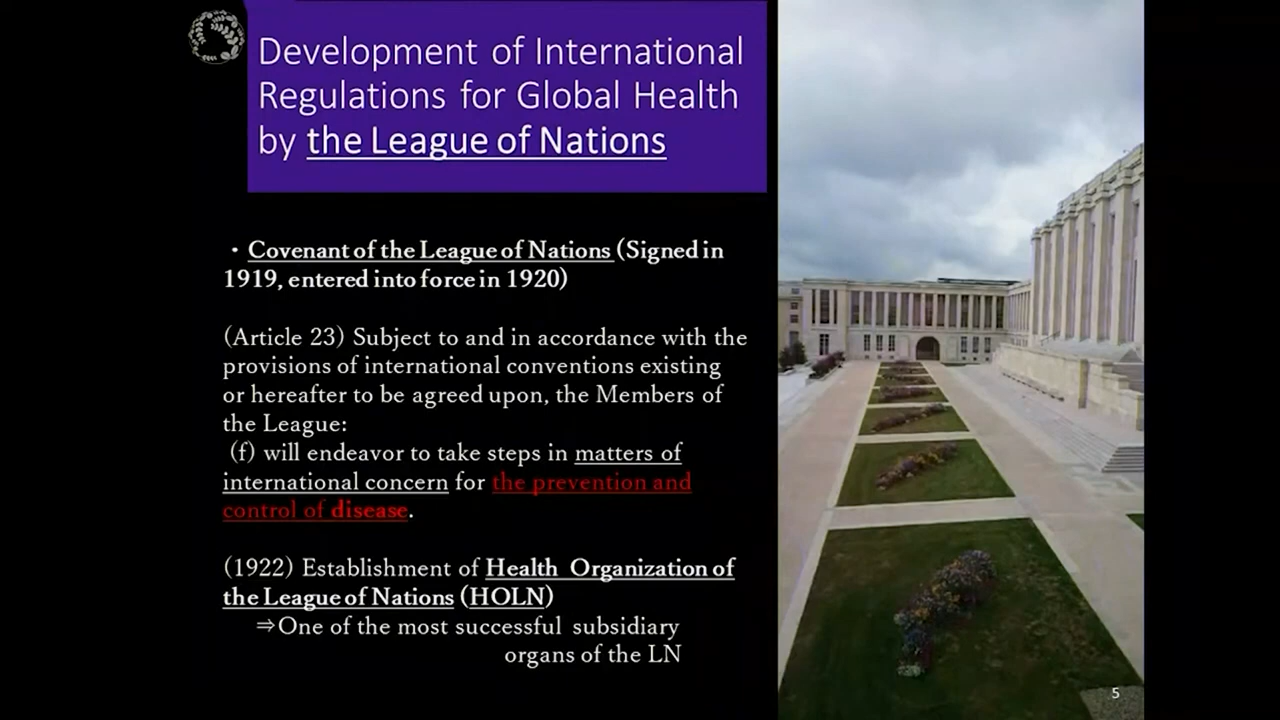 Development of International
Regulations for Global Health
by the League of Nations
・Covenant of the League of Nations (Signed in
1919, entered into force in 1920)
(Article 23) Subject to and in accordance with the
provisions of international conventions existing
or hereafter to be agreed upon, the Members of
the League:
(f) will endeavor to take steps in matters of
international concern for the prevention and
control of disease.
(1922) Establishment of Health Organization of
the League of Nations (HOLN)
⇒One of the most successful subsidiary
organs of the LN
5